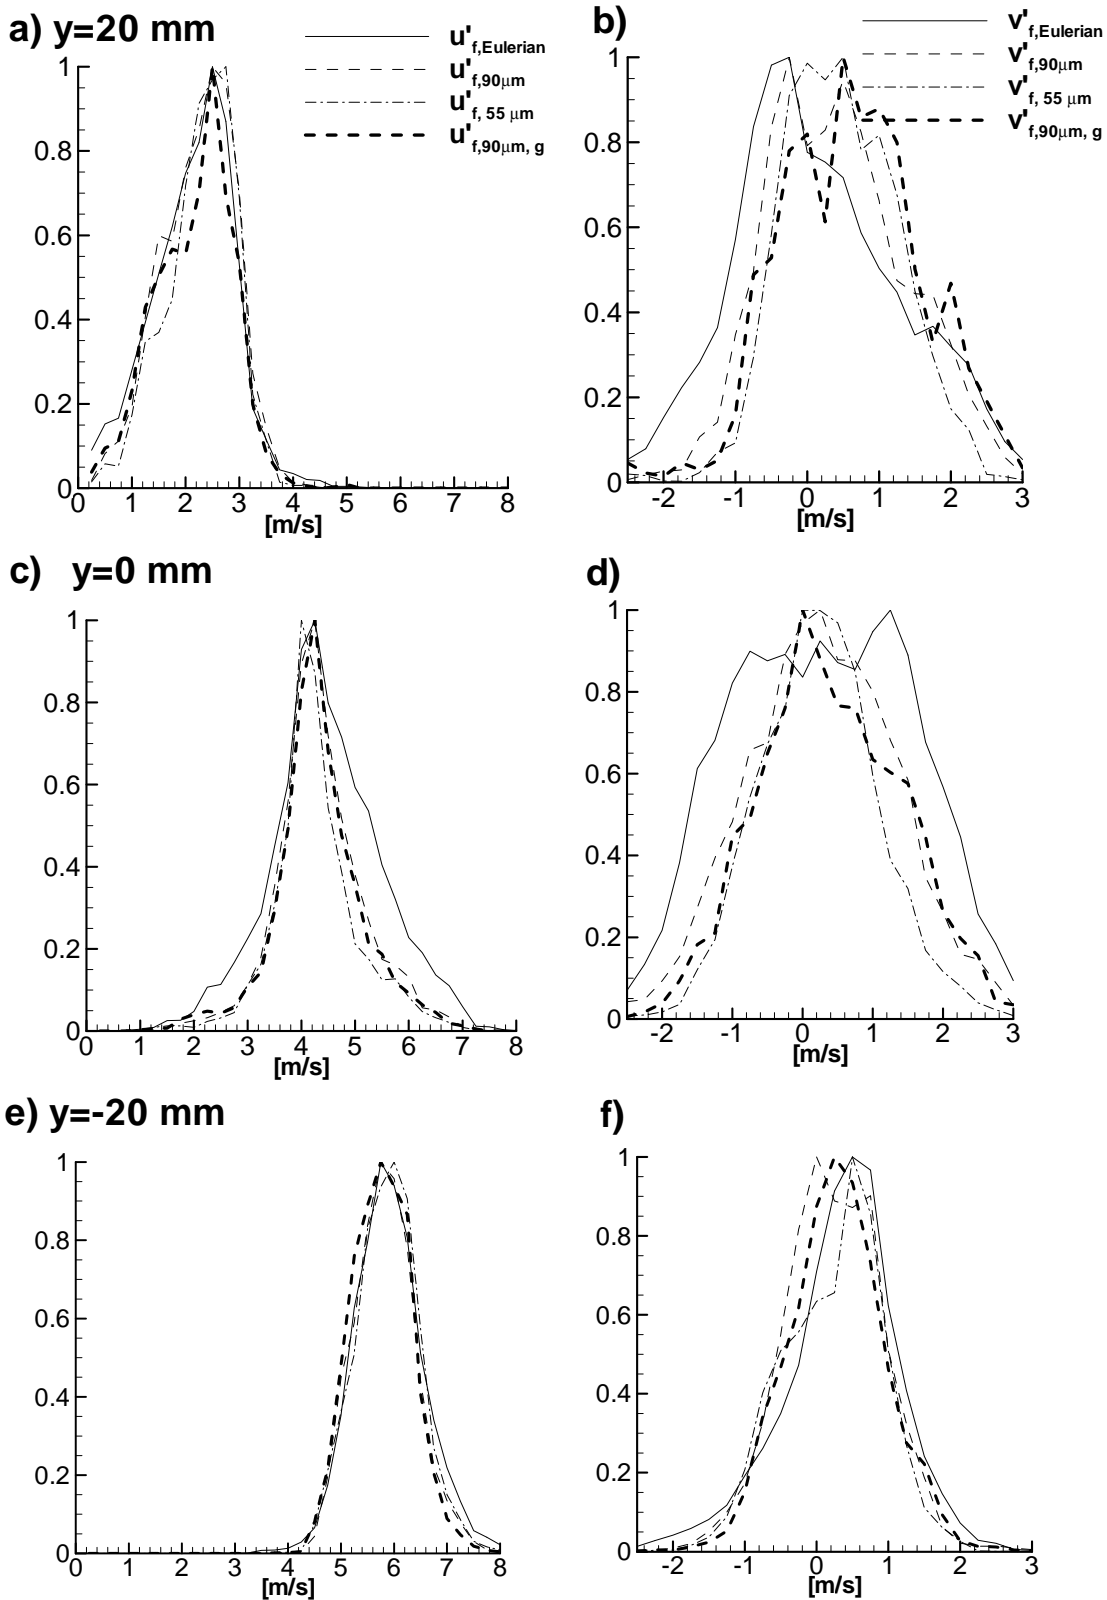 a) y=20 mm
u'f,Eulerian
u'f,90μm
u'f, 55 μm
u'f,90μm, g
1
0.8
0.6
0.4
0.2
0
0 1 2 3 4 5 6 7 8
[m/s]
b)
v'f,Eulerian
v'f,90μm
v'f, 55 μm
v'f,90μm, g
1
0.8
0.6
0.4
0.2
0
-2 -1 0 1 2 3
[m/s]
c) y=0 mm
1
0.8
0.6
0.4
0.2
0
0 1 2 3 4 5 6 7 8
[m/s]
d)
1
0.8
0.6
0.4
0.2
0
-2 -1 0 1 2 3
[m/s]
e) y=-20 mm
1
0.8
0.6
0.4
0.2
0
0 1 2 3 4 5 6 7 8
[m/s]
f)
1
0.8
0.6
0.4
0.2
0
-2 -1 0 1 2 3
[m/s]